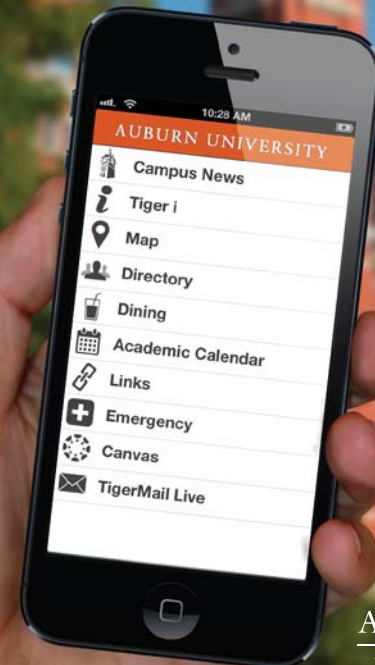 10:28 AM
AUBURN UNIVERSITY
Campus News
Tiger i
Map
Directory
Dining
Academic Calendar
Links
Emergency
Canvas
TigerMail Live
A